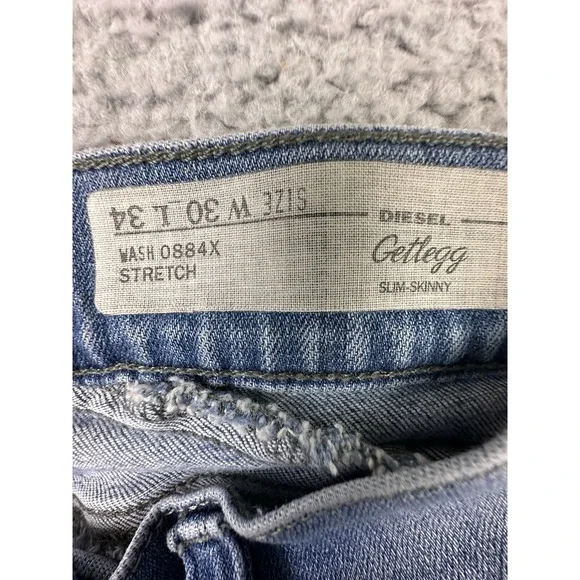 SIZE W 30 L 34
WASH 0884X
STRETCH
DIESEL
Getlegg
SLIM-SKINNY